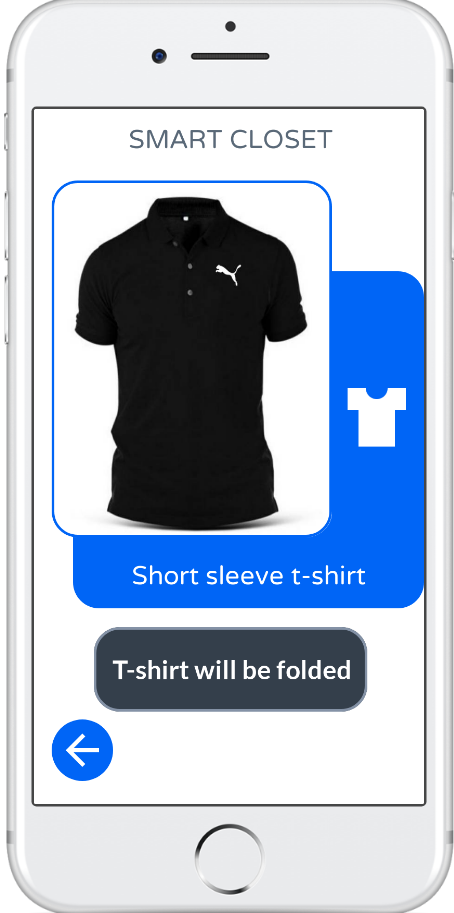 SMART CLOSET
Short sleeve t-shirt
T-shirt will be folded